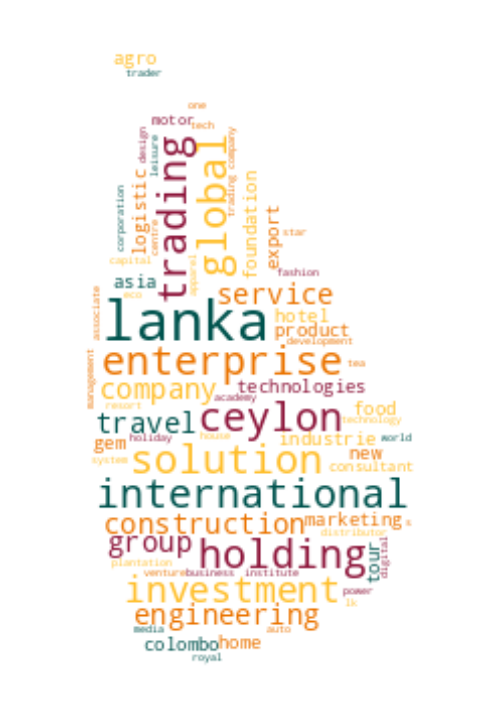 agro
trader
one
motor
tech
design
leisure
trading
global
company
trading
logistic
corporation
centre
foundation
export
star
capital
apparel
fashion
asia
eco
service
associate
lanka
hotel
product
development
management
enterprise
tea
company
technologies
academy
resort
travel
ceylon
food
technology
gem
holiday
house
industrie
world
new
system
solution
consultant
international
construction
marketing
s
distributor
group
holding
tour
digital
plantation
venture
business
institute
investment
power
lk
engineering
media
auto
colombo
home
royal